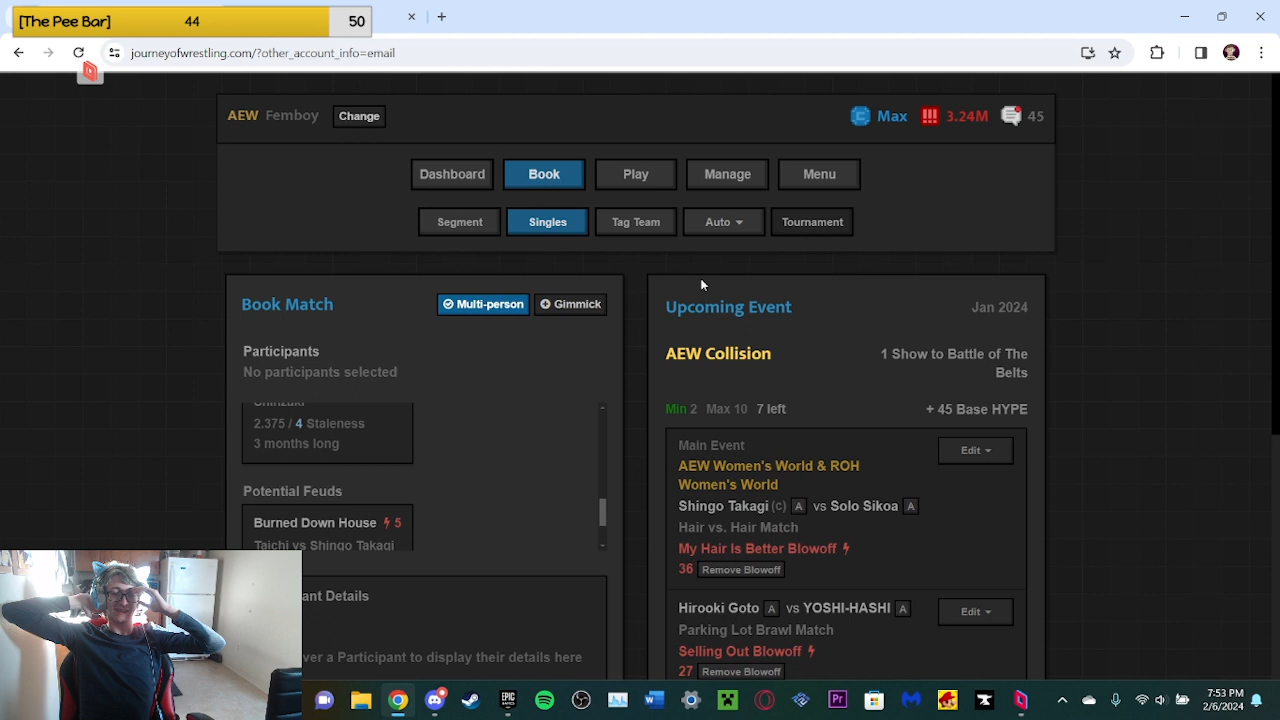 [The Pee Bar] 44 50
journeyofwrestling.com/?other_account_info=email
AEW Femboy Change Max 3.24M 45
Dashboard Book Play Manage Menu
Segment Singles Tag Team Auto Tournament
Book Match Multi-person Gimmick
Participants
No participants selected
2.375 / 4 Staleness
3 months long
Potential Feuds
Burned Down House 5
Taichi vs Shingo Takagi
ant Details
ver a Participant to display their details here
Upcoming Event Jan 2024
AEW Collision 1 Show to Battle of The
Belts
Min 2 Max 10 7 left + 45 Base HYPE
Main Event Edit
AEW Women's World & ROH
Women's World
Shingo Takagi (C) A vs Solo Sikoa A
Hair vs. Hair Match
My Hair Is Better Blowoff
36 Remove Blowoff
Hirooki Goto A vs YOSHI-HASHI A Edit
Parking Lot Brawl Match
Selling Out Blowoff
27 Remove Blowoff
7:53 PM
2/6/2024